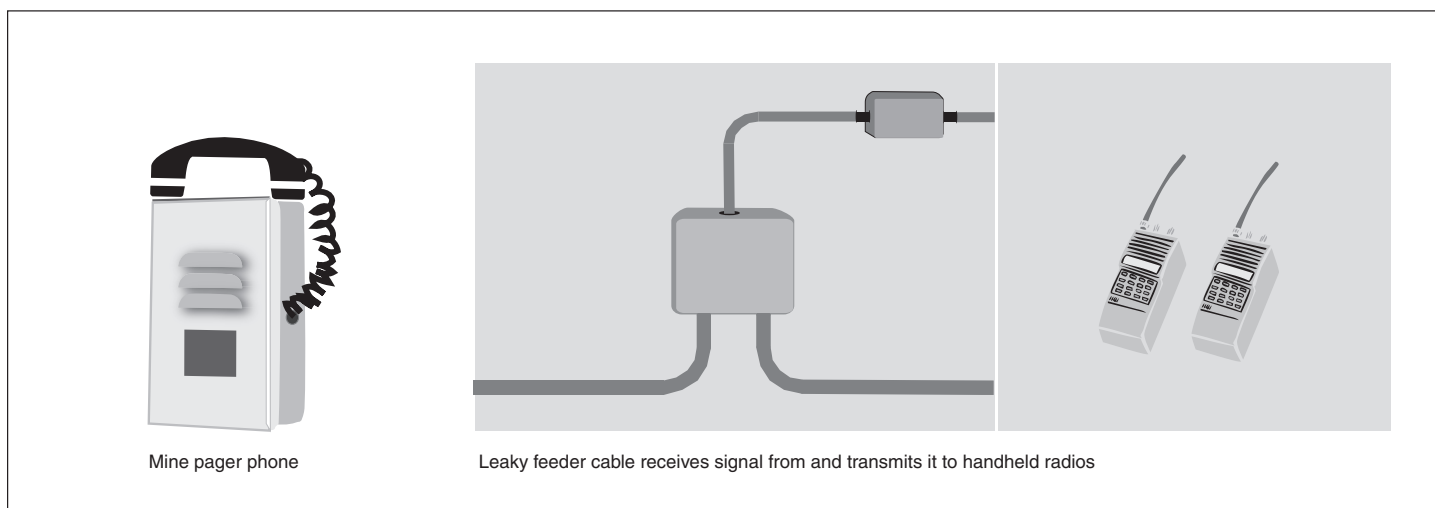 Mine pager phone
Leaky feeder cable receives signal from and transmits it to handheld radios